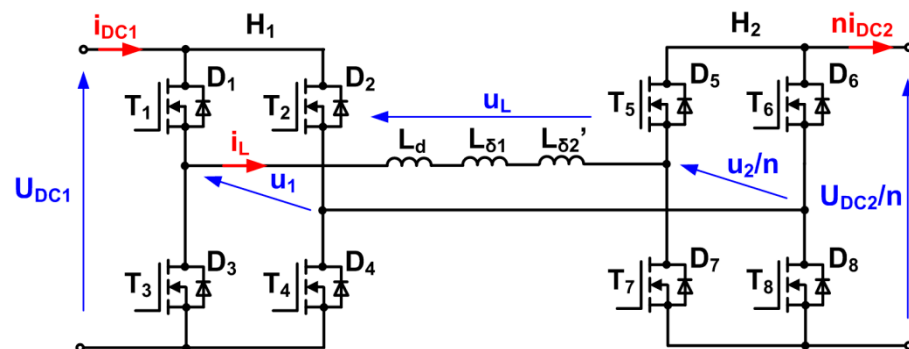 i_DC1 H₁ H₂ ni_DC2
D₁ D₂ D₅ D₆
T₁ T₂ u_L T₅ T₆
i_L L_d L_δ1 L_δ2'
U_DC1 u₁ u₂/n U_DC2/n
D₃ D₄ D₇ D₈
T₃ T₄ T₇ T₈